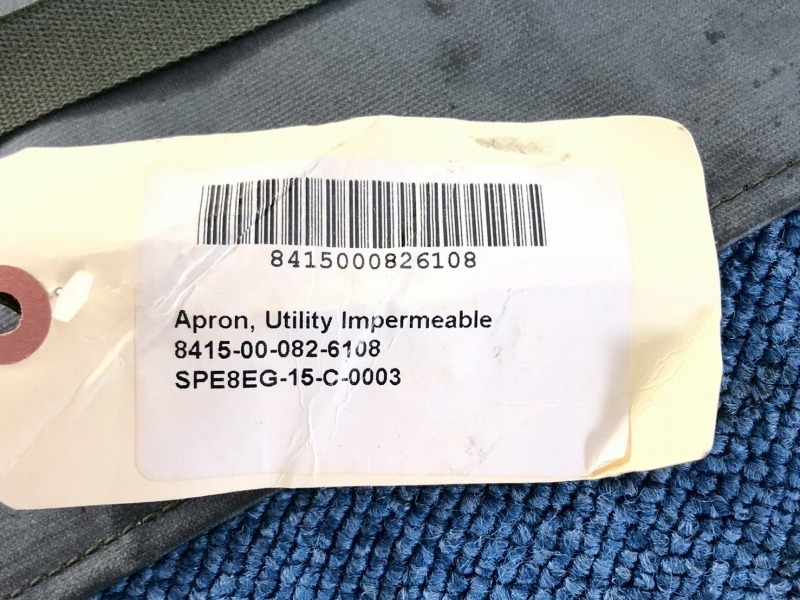 8415000826108
Apron, Utility Impermeable
8415-00-082-6108
SPE8EG-15-C-0003